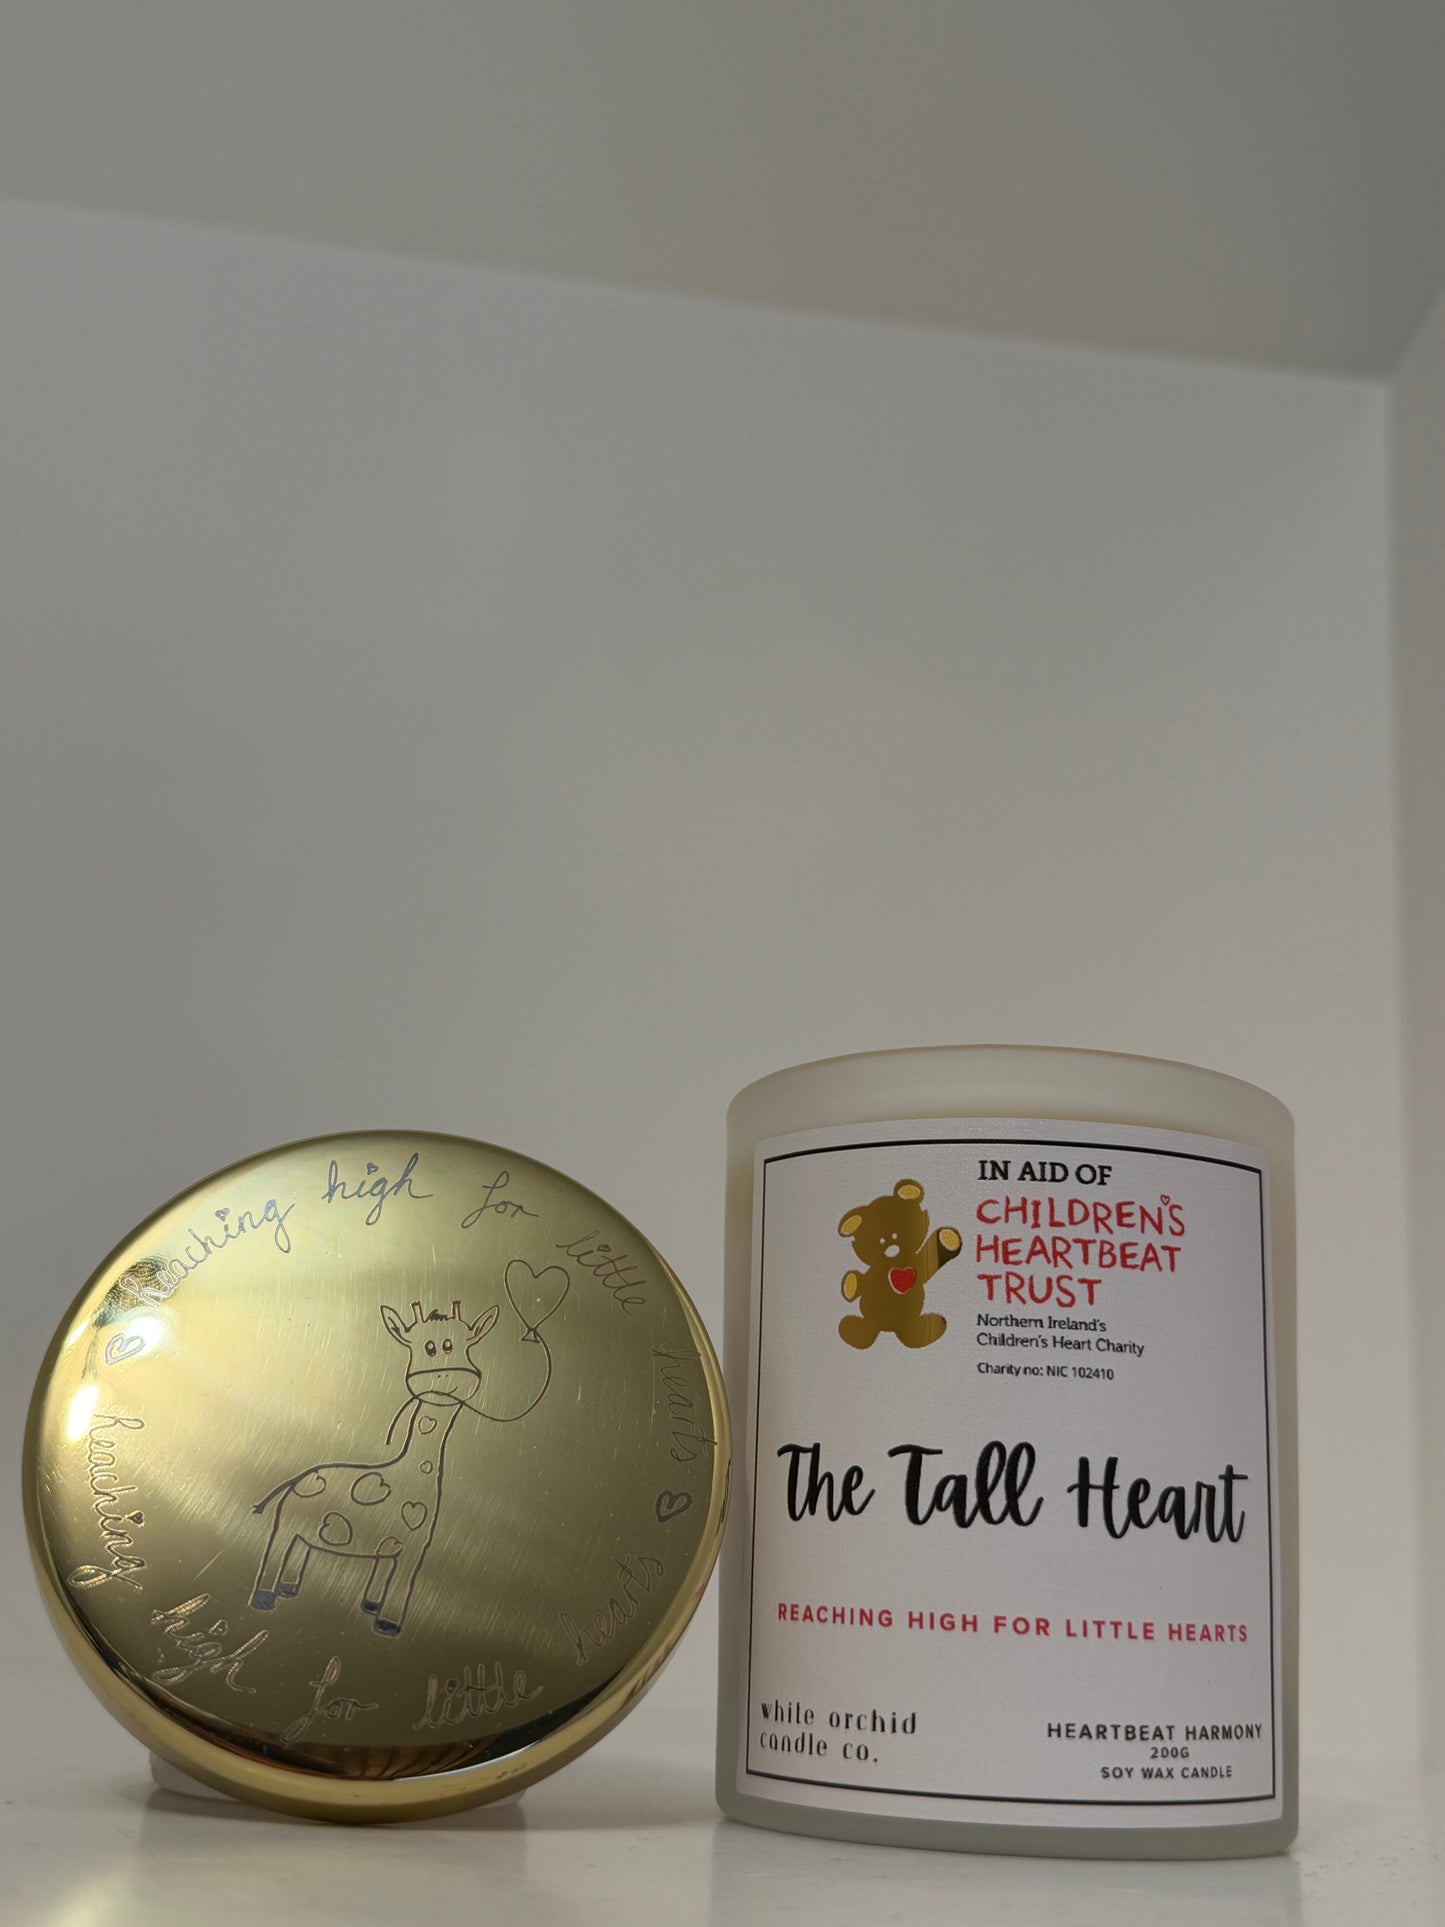 Reaching high for little hearts
Reaching high for little hearts
IN AID OF
CHILDREN'S
HEARTBEAT
TRUST
Northern Ireland's
Children's Heart Charity
Charity no: NIC 102410
The Tall Heart
REACHING HIGH FOR LITTLE HEARTS
white orchid
candle co.
HEARTBEAT HARMONY
200G
SOY WAX CANDLE